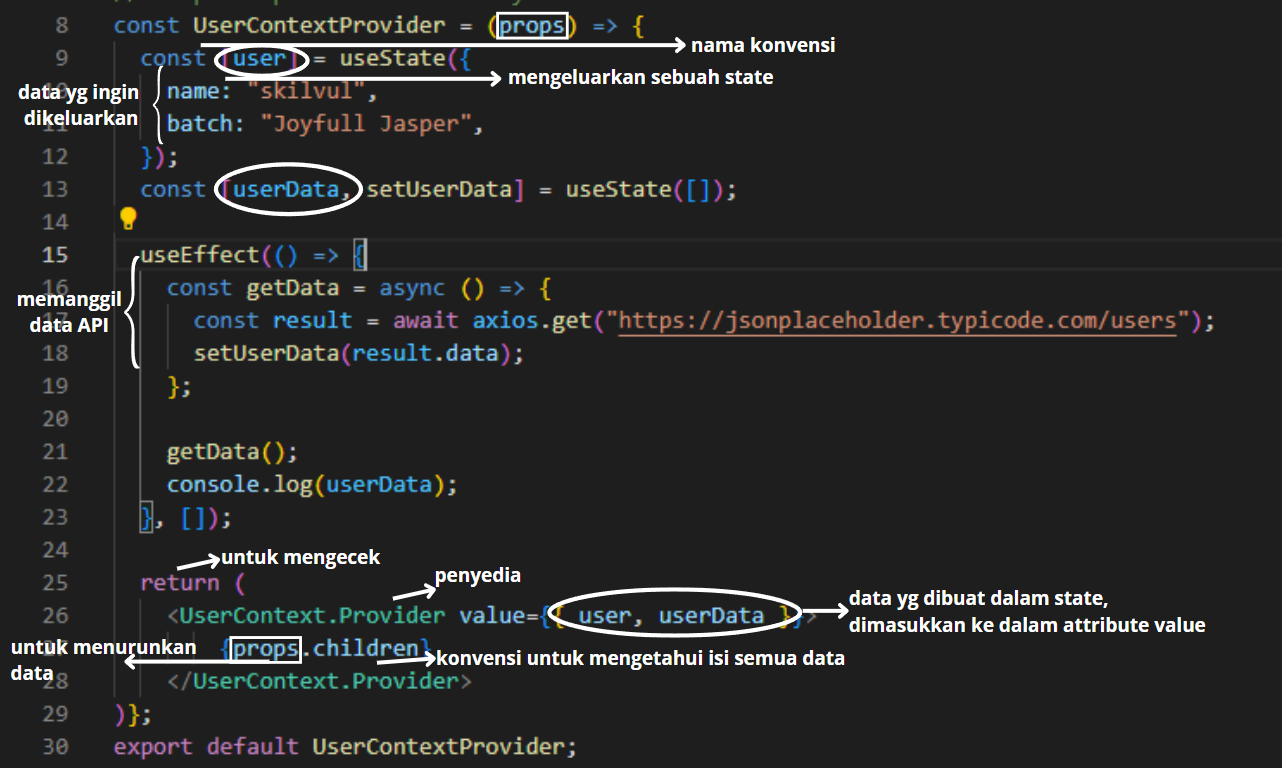 8 const UserContextProvider = (props) => {
nama konvensi
9 const [user] = useState({
mengeluarkan sebuah state
data yg ingin
dikeluarkan
name: "skilvul",
11 batch: "Joyfull Jasper",
12 });
13 const [userData, setUserData] = useState([]);
14
15 useEffect(() => {
memanggil
data API
16 const getData = async () => {
17 const result = await axios.get("https://jsonplaceholder.typicode.com/users");
18 setUserData(result.data);
19 };
20
21 getData();
22 console.log(userData);
23 }, []);
24
untuk mengecek
25 return (
penyedia
26 <UserContext.Provider value={{ user, userData }}>
data yg dibuat dalam state,
dimasukkan ke dalam attribute value
untuk menurunkan
data
{props.children}
konvensi untuk mengetahui isi semua data
28 </UserContext.Provider>
29 )};
30 export default UserContextProvider;